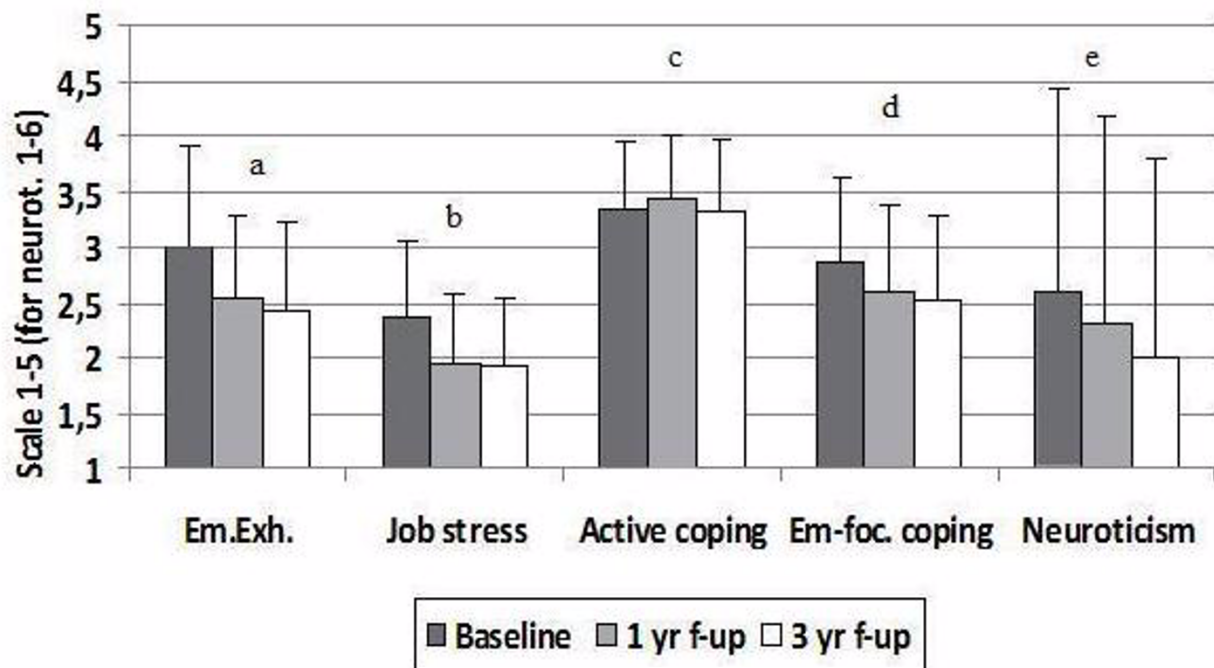 Scale 1-5 (for neurot. 1-6)
5
4,5
4
3,5
3
2,5
2
1,5
1
a
b
c
d
e
Em.Exh.
Job stress
Active coping
Em-foc. coping
Neuroticism
Baseline
1 yr f-up
3 yr f-up